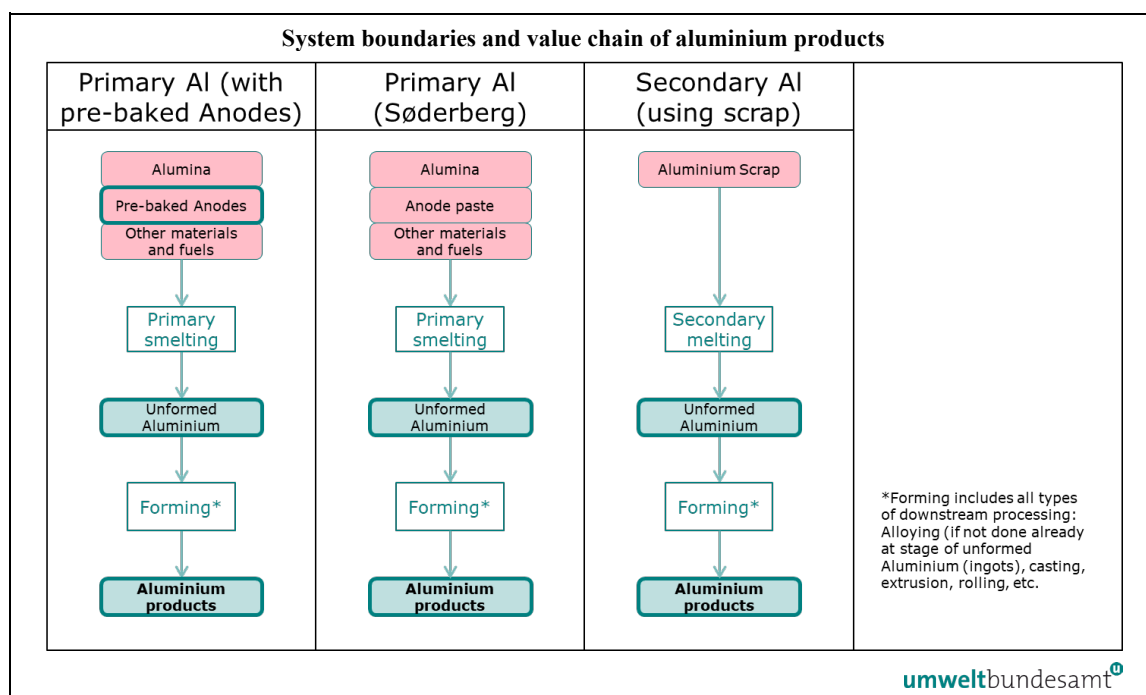 System boundaries and value chain of aluminium products
Primary Al (with
pre-baked Anodes)
Alumina
Pre-baked Anodes
Other materials
and fuels
Primary
smelting
Unformed
Aluminium
Forming*
Aluminium
products
Primary Al
(Søderberg)
Alumina
Anode paste
Other materials
and fuels
Primary
smelting
Unformed
Aluminium
Forming*
Aluminium
products
Secondary Al
(using scrap)
Aluminium Scrap
Secondary
melting
Unformed
Aluminium
Forming*
Aluminium
products
*Forming includes all types
of downstream processing:
Alloying (if not done already
at stage of unformed
Aluminium (ingots), casting,
extrusion, rolling, etc.
umweltbundesamt u